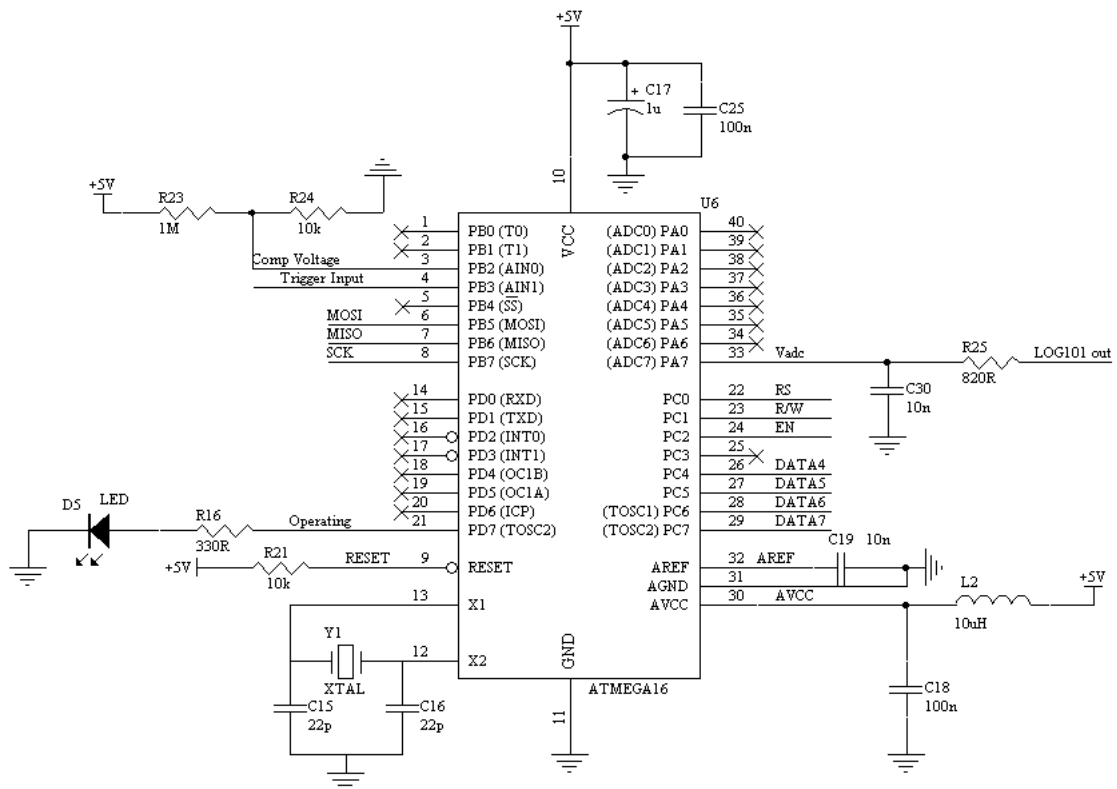 +5V
C17
1u
C25
100n
10
+5V
R23
1M
R24
10k
U6
VCC
1 PB0 (T0)
2 PB1 (T1)
Comp Voltage 3 PB2 (AIN0)
Trigger Input 4 PB3 (AIN1)
5 PB4 (SS)
MOSI 6 PB5 (MOSI)
MISO 7 PB6 (MISO)
SCK 8 PB7 (SCK)
14 PD0 (RXD)
15 PD1 (TXD)
16 PD2 (INT0)
17 PD3 (INT1)
18 PD4 (OC1B)
19 PD5 (OC1A)
20 PD6 (ICP)
Operating 21 PD7 (TOSC2)
D5 LED
R16
330R
+5V
R21
10k
RESET 9 RESET
13 X1
12 X2
Y1
XTAL
C15
22p
C16
22p
(ADC0) PA0 40
(ADC1) PA1 39
(ADC2) PA2 38
(ADC3) PA3 37
(ADC4) PA4 36
(ADC5) PA5 35
(ADC6) PA6 34
(ADC7) PA7 33 Vadc
R25
820R
LOG101 out
C30
10n
PC0 22 RS
PC1 23 R/W
PC2 24 EN
PC3 25
PC4 26 DATA4
PC5 27 DATA5
(TOSC1) PC6 28 DATA6
(TOSC2) PC7 29 DATA7
C19 10n
AREF 32 AREF
AGND 31
AVCC 30 AVCC
L2
10uH
+5V
C18
100n
GND
ATMEGA16
11